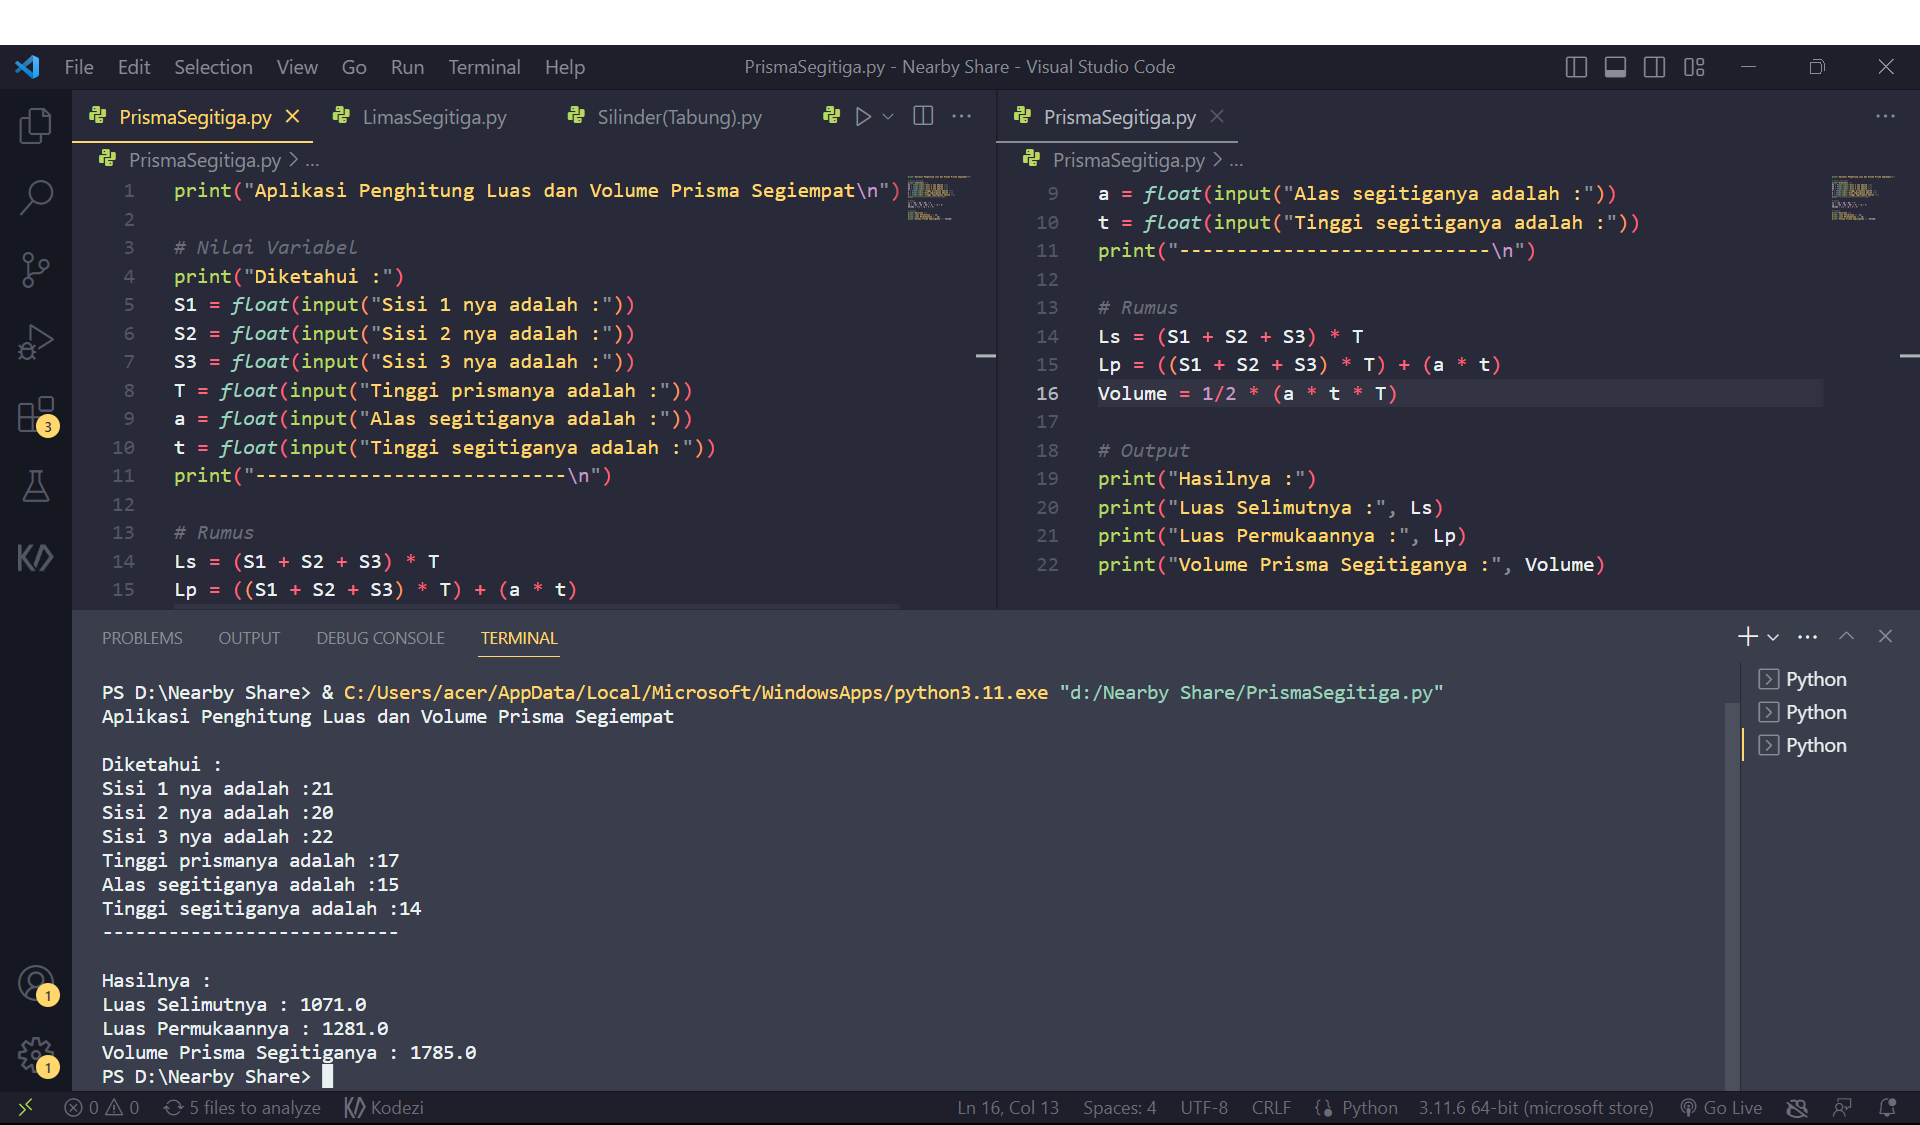 File Edit Selection View Go Run Terminal Help
PrismaSegitiga.py - Nearby Share - Visual Studio Code
PrismaSegitiga.py LimasSegitiga.py Silinder(Tabung).py
PrismaSegitiga.py > ...
1 print("Aplikasi Penghitung Luas dan Volume Prisma Segiempat\n")
2
3 # Nilai Variabel
4 print("Diketahui :")
5 S1 = float(input("Sisi 1 nya adalah :"))
6 S2 = float(input("Sisi 2 nya adalah :"))
7 S3 = float(input("Sisi 3 nya adalah :"))
8 T = float(input("Tinggi prismanya adalah :"))
9 a = float(input("Alas segitiganya adalah :"))
10 t = float(input("Tinggi segitiganya adalah :"))
11 print("---------------------------\n")
12
13 # Rumus
14 Ls = (S1 + S2 + S3) * T
15 Lp = ((S1 + S2 + S3) * T) + (a * t)
PrismaSegitiga.py
PrismaSegitiga.py > ...
9 a = float(input("Alas segitiganya adalah :"))
10 t = float(input("Tinggi segitiganya adalah :"))
11 print("---------------------------\n")
12
13 # Rumus
14 Ls = (S1 + S2 + S3) * T
15 Lp = ((S1 + S2 + S3) * T) + (a * t)
16 Volume = 1/2 * (a * t * T)
17
18 # Output
19 print("Hasilnya :")
20 print("Luas Selimutnya :", Ls)
21 print("Luas Permukaannya :", Lp)
22 print("Volume Prisma Segitiganya :", Volume)
3
PROBLEMS OUTPUT DEBUG CONSOLE TERMINAL
PS D:\Nearby Share> & C:/Users/acer/AppData/Local/Microsoft/WindowsApps/python3.11.exe "d:/Nearby Share/PrismaSegitiga.py"
Aplikasi Penghitung Luas dan Volume Prisma Segiempat
Diketahui :
Sisi 1 nya adalah :21
Sisi 2 nya adalah :20
Sisi 3 nya adalah :22
Tinggi prismanya adalah :17
Alas segitiganya adalah :15
Tinggi segitiganya adalah :14
---------------------------
Hasilnya :
Luas Selimutnya : 1071.0
Luas Permukaannya : 1281.0
Volume Prisma Segitiganya : 1785.0
PS D:\Nearby Share>
Python
Python
Python
1
1
0 0 5 files to analyze Kodezi
Ln 16, Col 13 Spaces: 4 UTF-8 CRLF Python 3.11.6 64-bit (microsoft store) Go Live